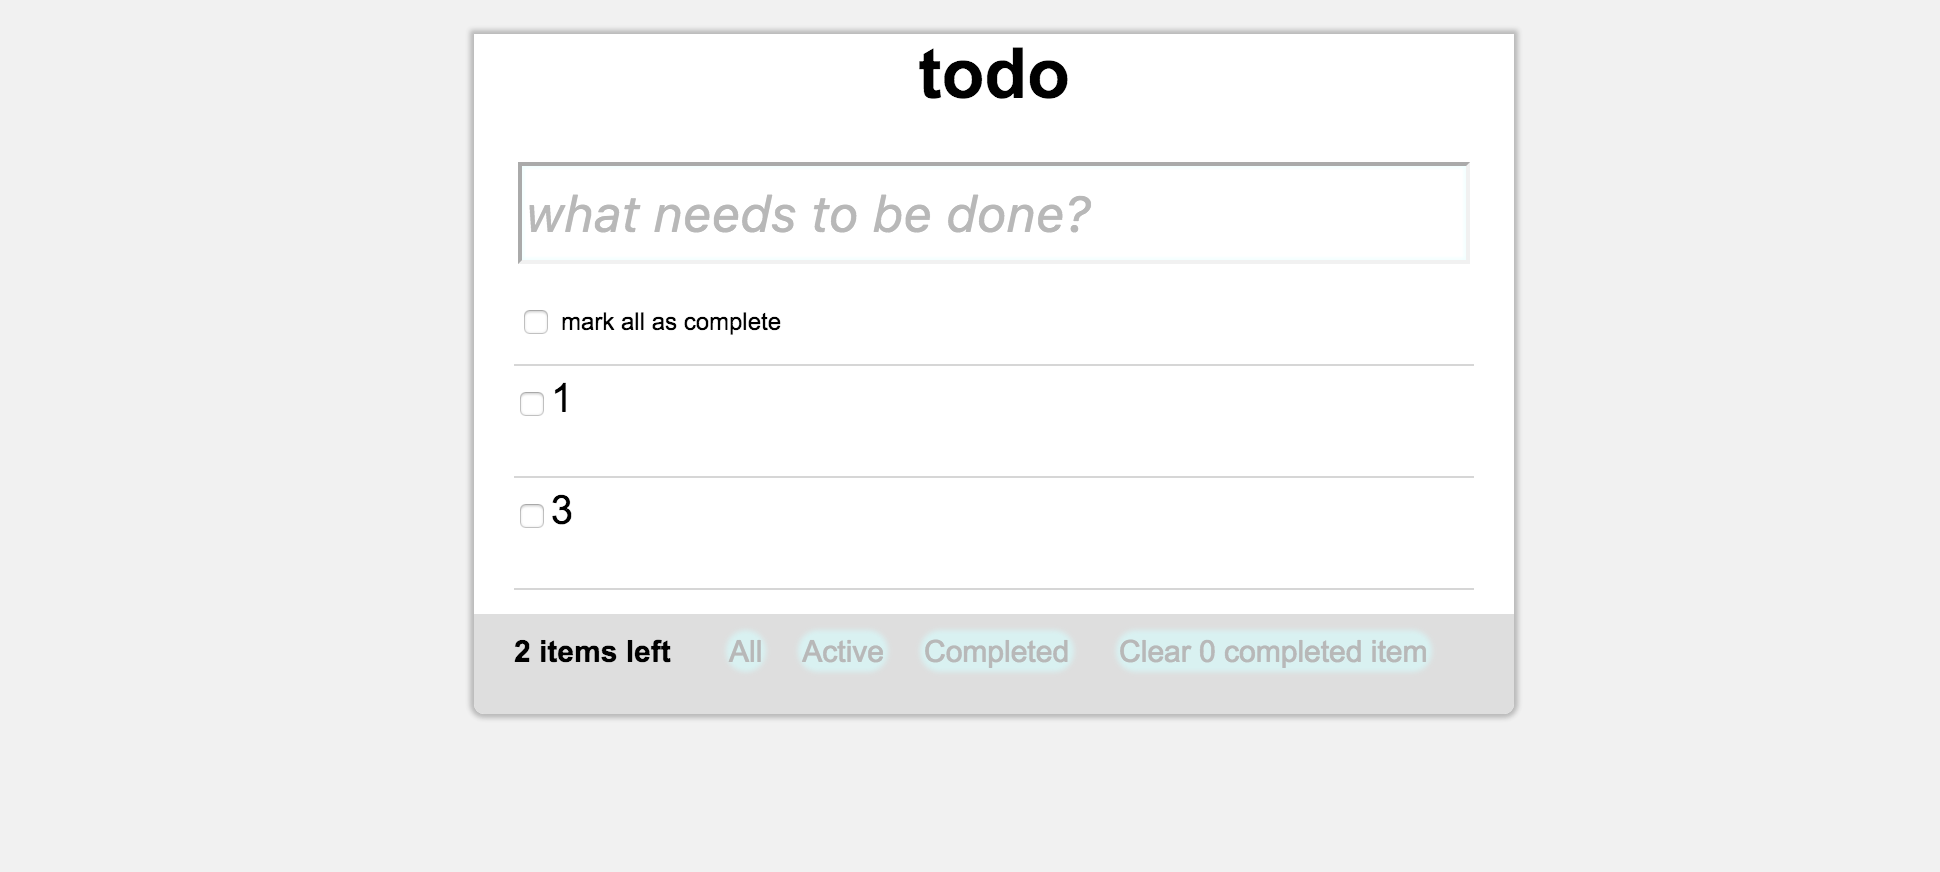 todo
what needs to be done?
mark all as complete
1
3
2 items left All Active Completed Clear 0 completed item